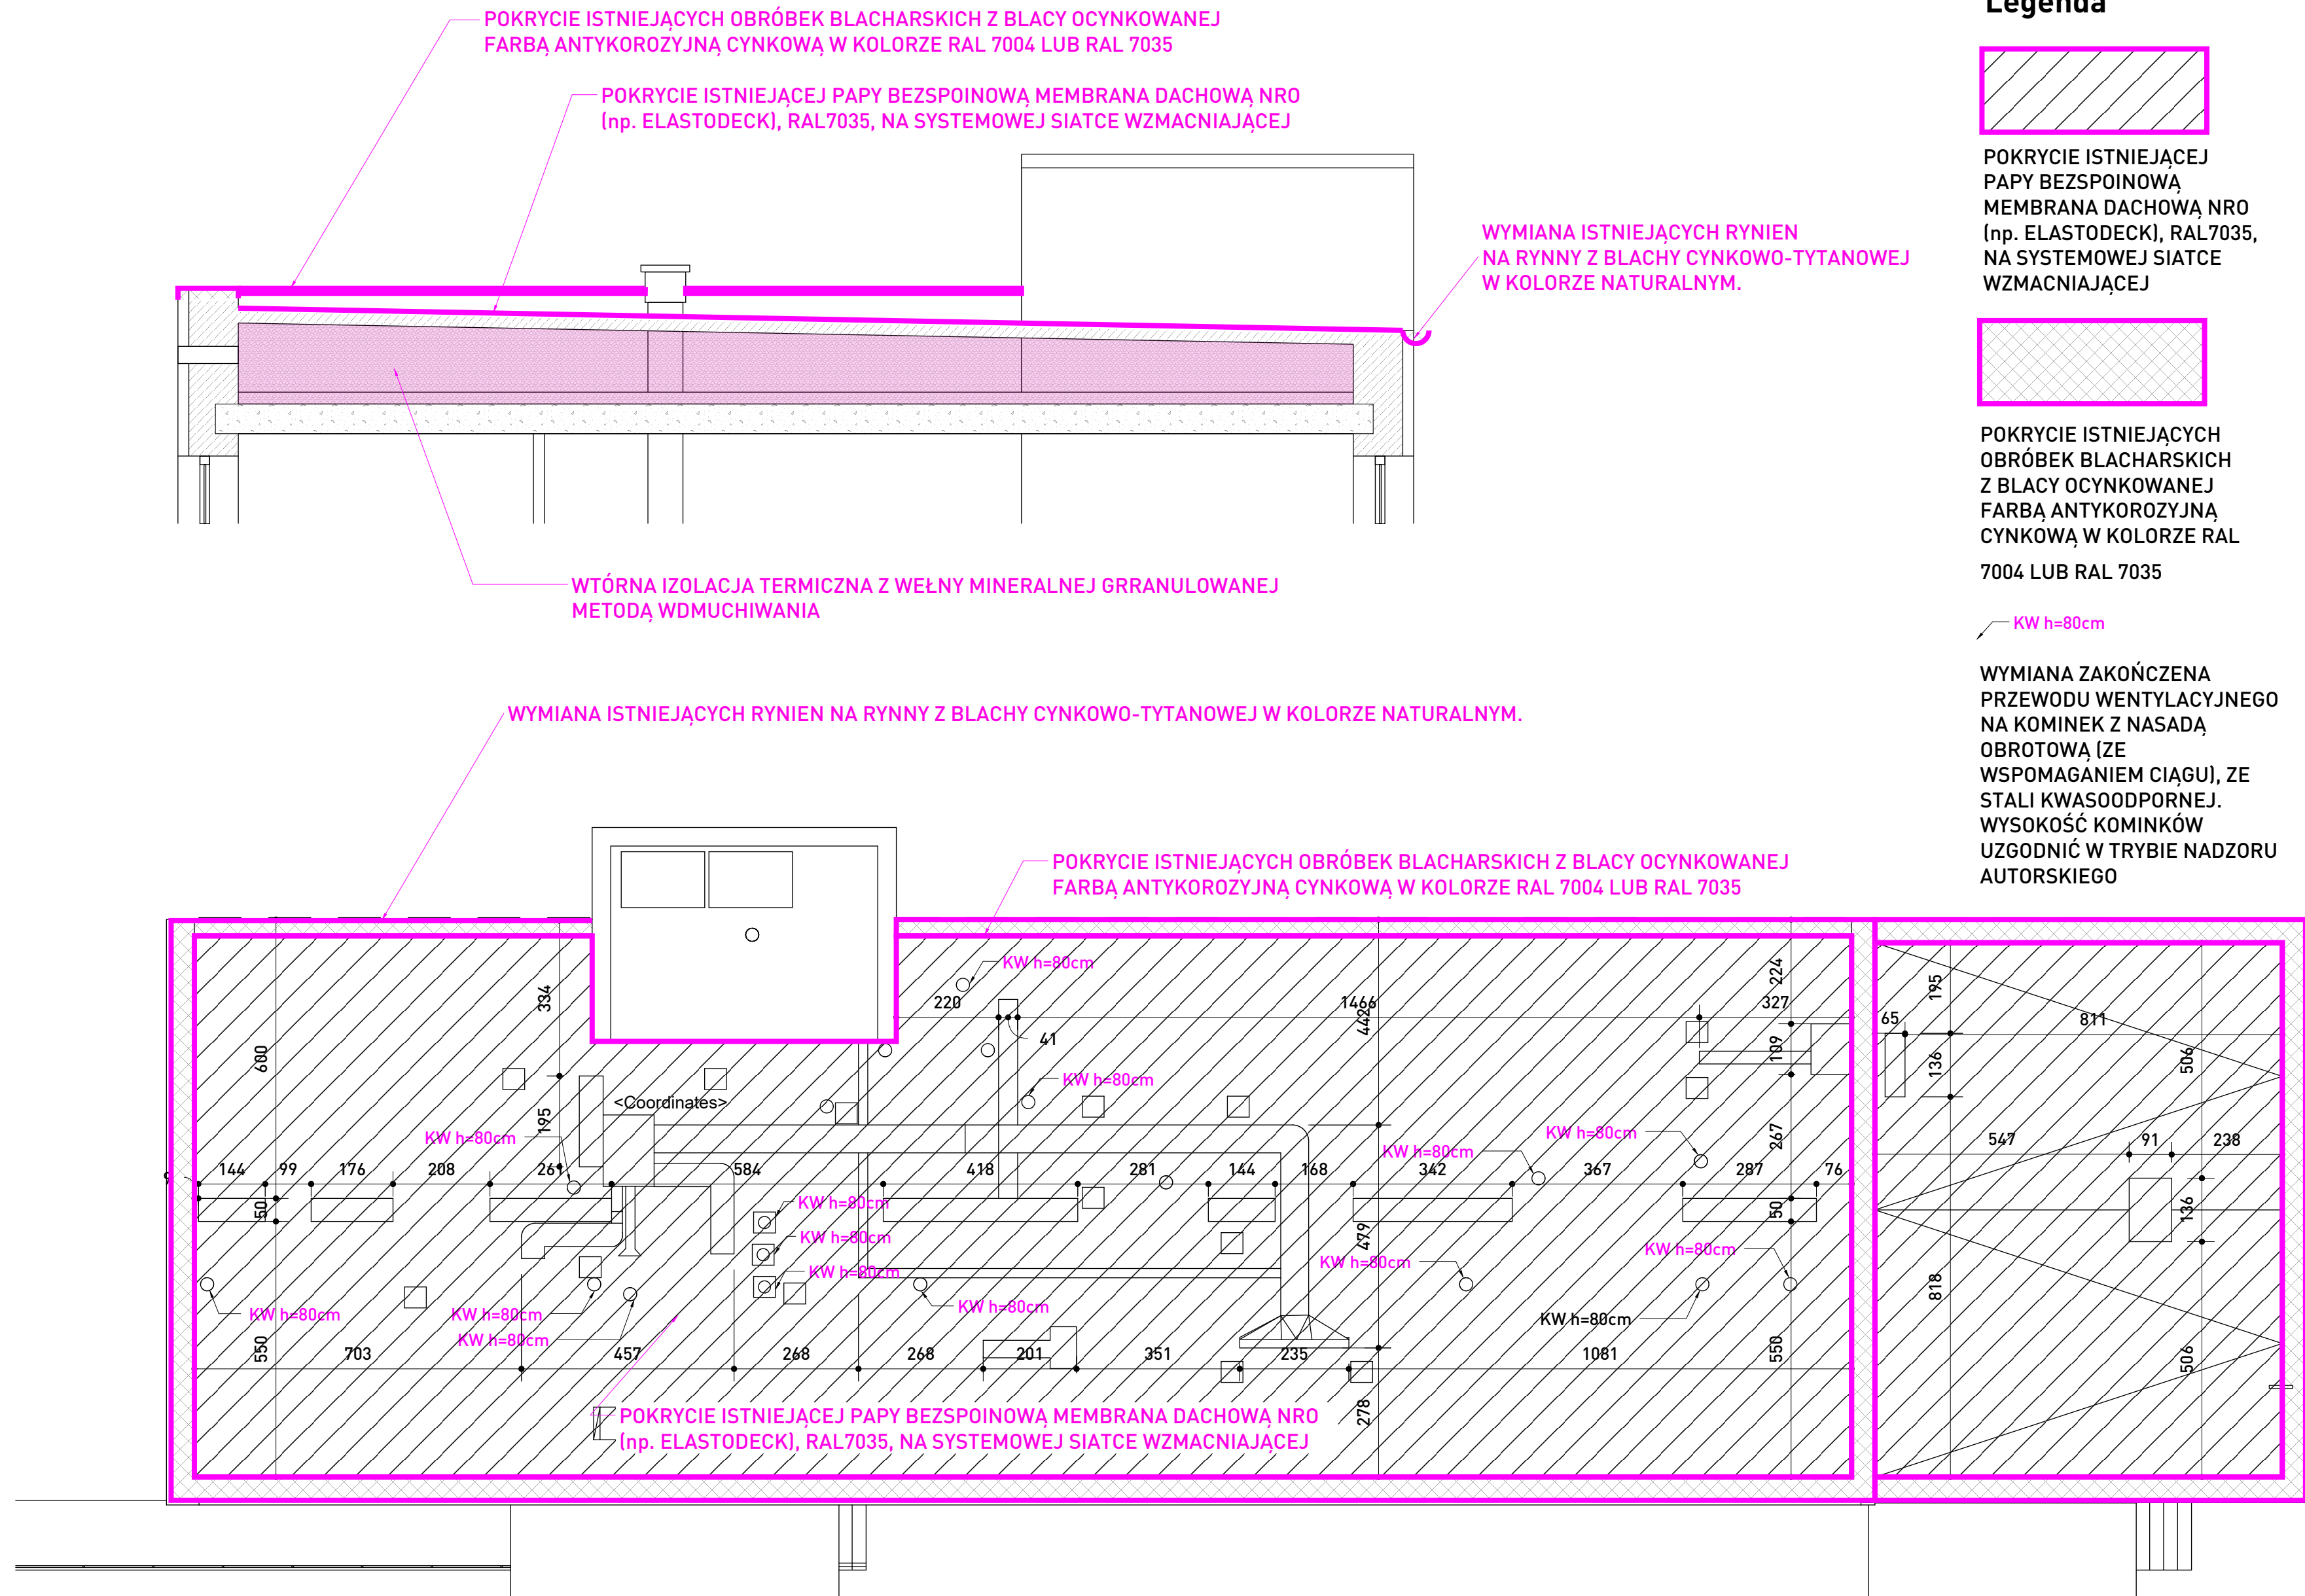 POKRYCIE ISTNIEJĄCYCH OBRÓBEK BLACHARSKICH Z BLACY OCYNKOWANEJ
FARBĄ ANTYKOROZYJNĄ CYNKOWĄ W KOLORZE RAL 7004 LUB RAL 7035
POKRYCIE ISTNIEJĄCEJ PAPY BEZSPOINOWĄ MEMBRANA DACHOWĄ NRO
(np. ELASTODECK), RAL7035, NA SYSTEMOWEJ SIATCE WZMACNIAJĄCEJ
WYMIANA ISTNIEJĄCYCH RYNIEN
NA RYNNY Z BLACHY CYNKOWO-TYTANOWEJ
W KOLORZE NATURALNYM.
WTÓRNA IZOLACJA TERMICZNA Z WEŁNY MINERALNEJ GRRANULOWANEJ
METODĄ WDMUCHIWANIA
Legenda
POKRYCIE ISTNIEJĄCEJ
PAPY BEZSPOINOWĄ
MEMBRANA DACHOWĄ NRO
(np. ELASTODECK), RAL7035,
NA SYSTEMOWEJ SIATCE
WZMACNIAJĄCEJ
POKRYCIE ISTNIEJĄCYCH
OBRÓBEK BLACHARSKICH
Z BLACY OCYNKOWANEJ
FARBĄ ANTYKOROZYJNĄ
CYNKOWĄ W KOLORZE RAL
7004 LUB RAL 7035
KW h=80cm
WYMIANA ZAKOŃCZENA
PRZEWODU WENTYLACYJNEGO
NA KOMINEK Z NASADĄ
OBROTOWĄ (ZE
WSPOMAGANIEM CIĄGU), ZE
STALI KWASOODPORNEJ.
WYSOKOŚĆ KOMINKÓW
UZGODNIĆ W TRYBIE NADZORU
AUTORSKIEGO
WYMIANA ISTNIEJĄCYCH RYNIEN NA RYNNY Z BLACHY CYNKOWO-TYTANOWEJ W KOLORZE NATURALNYM.
POKRYCIE ISTNIEJĄCYCH OBRÓBEK BLACHARSKICH Z BLACY OCYNKOWANEJ
FARBĄ ANTYKOROZYJNĄ CYNKOWĄ W KOLORZE RAL 7004 LUB RAL 7035
KW h=80cm
334
220
1466
442
224
327
195
65
811
41
600
109
136
506
KW h=80cm
<Coordinates>
195
KW h=80cm
KW h=80cm
KW h=80cm
267
547
91
238
144
99
176
208
261
584
418
281
144
168
342
367
287
76
9
50
KW h=80cm
50
136
KW h=80cm
479
KW h=80cm
KW h=80cm
KW h=80cm
818
KW h=80cm
KW h=80cm
KW h=80cm
KW h=80cm
KW h=80cm
550
703
457
268
268
201
351
235
1081
550
506
278
POKRYCIE ISTNIEJĄCEJ PAPY BEZSPOINOWĄ MEMBRANA DACHOWĄ NRO
(np. ELASTODECK), RAL7035, NA SYSTEMOWEJ SIATCE WZMACNIAJĄCEJ